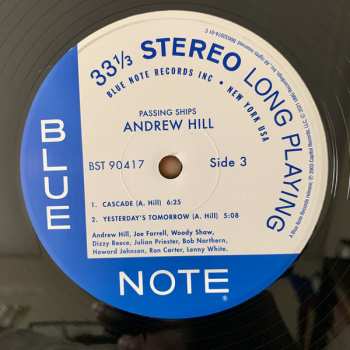 33⅓ STEREO LONG PLAYING
BLUE NOTE RECORDS INC • NEW YORK USA
PASSING SHIPS
ANDREW HILL
BST 90417 Side 3
1. CASCADE (A. Hill) 6:25
2. YESTERDAY'S TOMORROW (A. Hill) 5:08
Andrew Hill, Joe Farrell, Woody Shaw,
Dizzy Reece, Julian Priester, Bob Northern,
Howard Johnson, Ron Carter, Lenny White.
BLUE
NOTE®